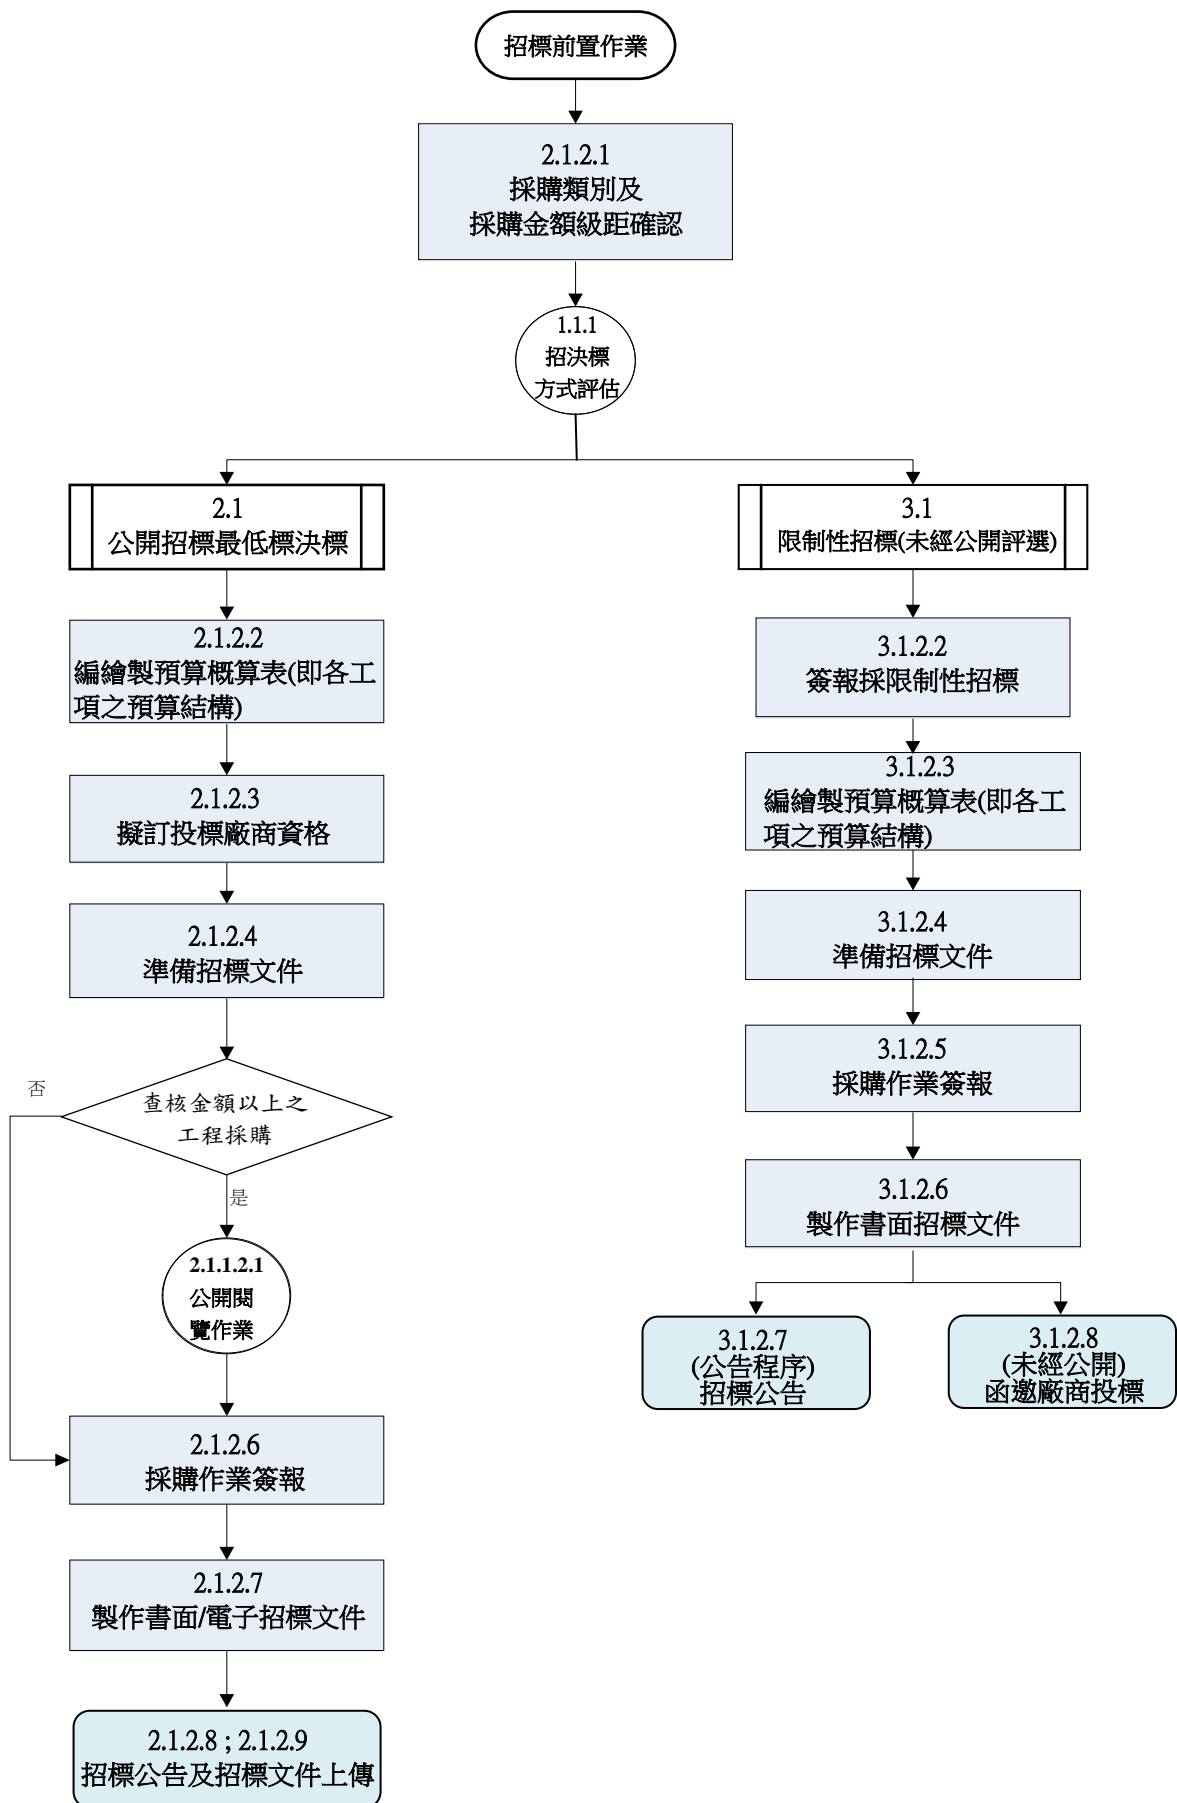 招標前置作業
2.1.2.1
採購類別及
採購金額級距確認
1.1.1
招決標
方式評估
2.1
公開招標最低標決標
2.1.2.2
編繪製預算概算表(即各工
項之預算結構)
2.1.2.3
擬訂投標廠商資格
2.1.2.4
準備招標文件
查核金額以上之
工程採購
否
是
2.1.1.2.1
公開閱
覽作業
2.1.2.6
採購作業簽報
2.1.2.7
製作書面/電子招標文件
2.1.2.8 ; 2.1.2.9
招標公告及招標文件上傳
3.1
限制性招標(未經公開評選)
3.1.2.2
簽報採限制性招標
3.1.2.3
編繪製預算概算表(即各工
項之預算結構)
3.1.2.4
準備招標文件
3.1.2.5
採購作業簽報
3.1.2.6
製作書面招標文件
3.1.2.7
(公告程序)
招標公告
3.1.2.8
(未經公開)
函邀廠商投標